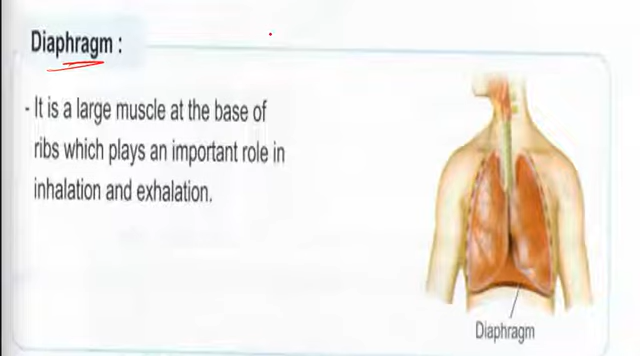 Diaphragm :
- It is a large muscle at the base of
ribs which plays an important role in
inhalation and exhalation.
Diaphragm